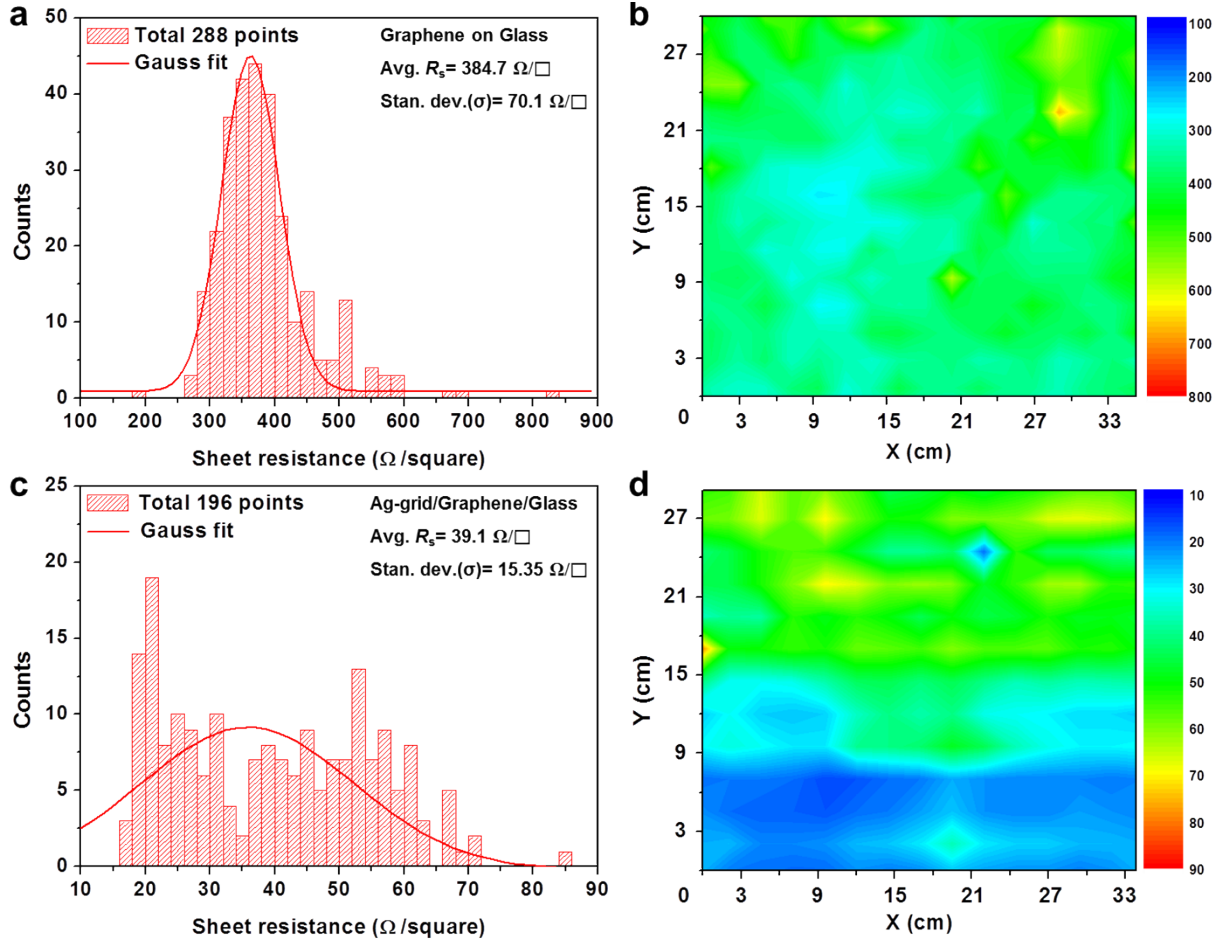 a
50
40
30
20
10
0
Counts
Total 288 points
Gauss fit
Graphene on Glass
Avg. Rs= 384.7 Ω/□
Stan. dev.(σ)= 70.1 Ω/□
100 200 300 400 500 600 700 800 900
Sheet resistance (Ω/square)
b
27
21
15
9
3
0
Y (cm)
3 9 15 21 27 33
X (cm)
100
200
300
400
500
600
700
800
c
25
20
15
10
5
0
Counts
Total 196 points
Gauss fit
Ag-grid/Graphene/Glass
Avg. Rs= 39.1 Ω/□
Stan. dev.(σ)= 15.35 Ω/□
10 20 30 40 50 60 70 80 90
Sheet resistance (Ω/square)
d
27
21
15
9
3
0
Y (cm)
3 9 15 21 27 33
X (cm)
10
20
30
40
50
60
70
80
90